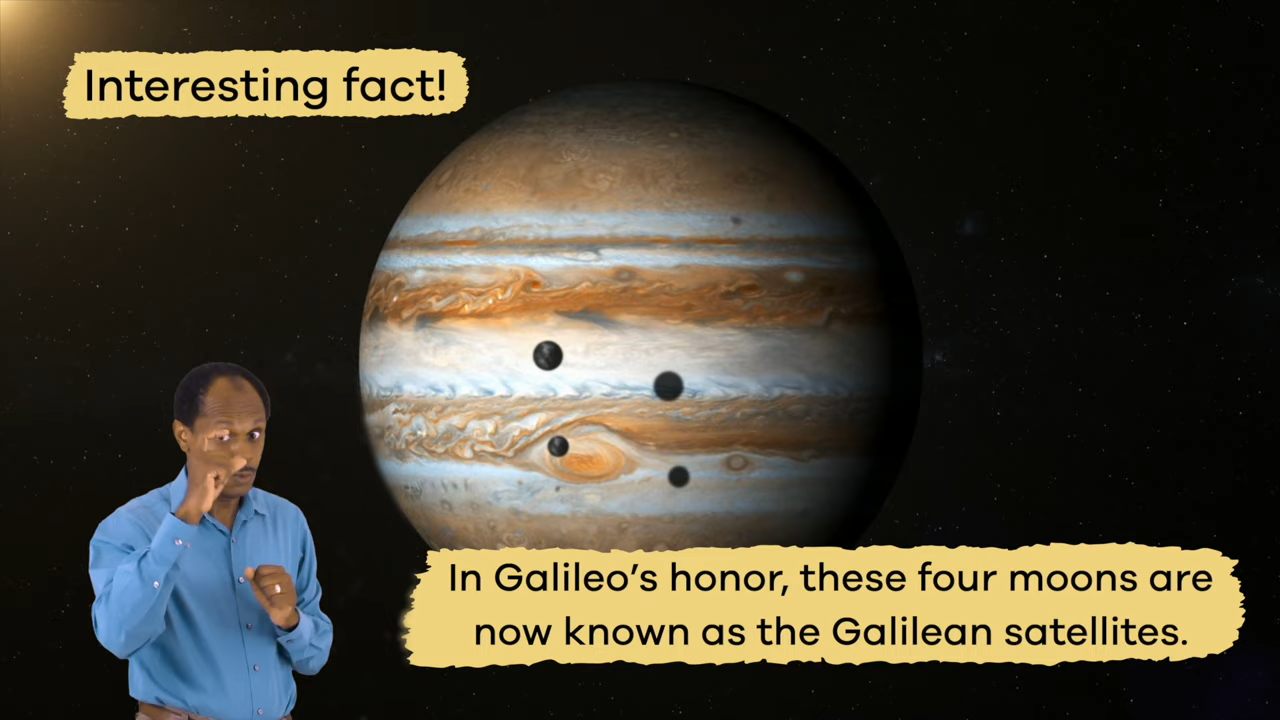 Interesting fact!
In Galileo’s honor, these four moons are
now known as the Galilean satellites.